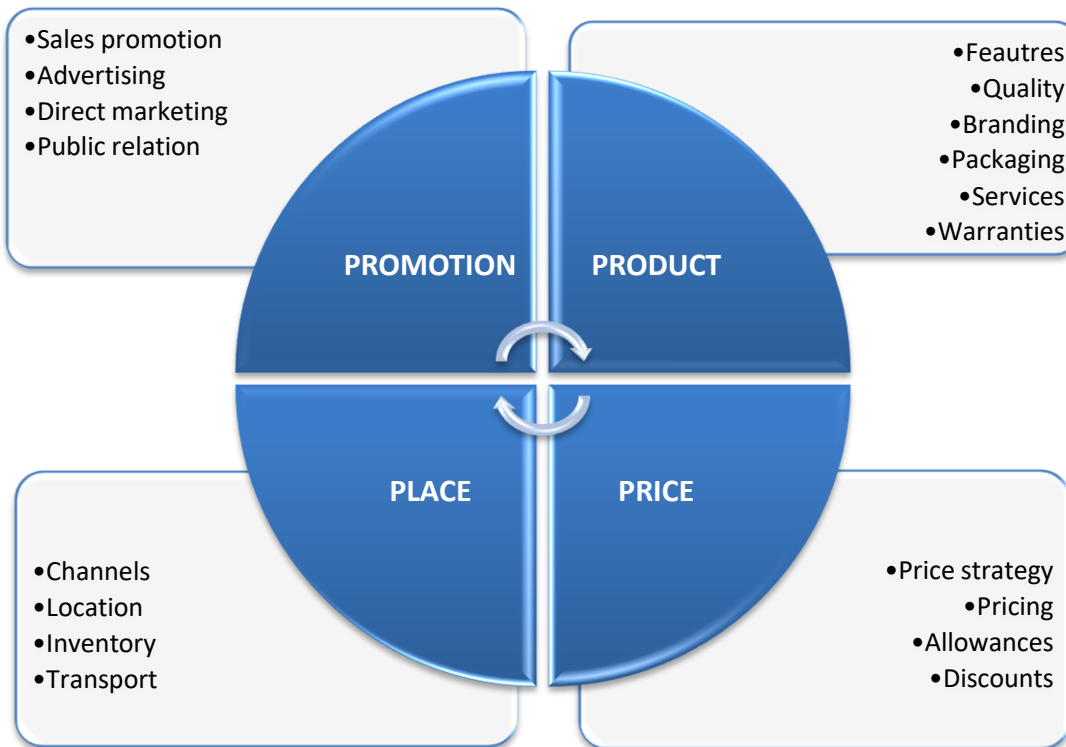 •Sales promotion
•Advertising
•Direct marketing
•Public relation
•Feautres
•Quality
•Branding
•Packaging
•Services
•Warranties
PROMOTION
PRODUCT
PLACE
PRICE
•Channels
•Location
•Inventory
•Transport
•Price strategy
•Pricing
•Allowances
•Discounts